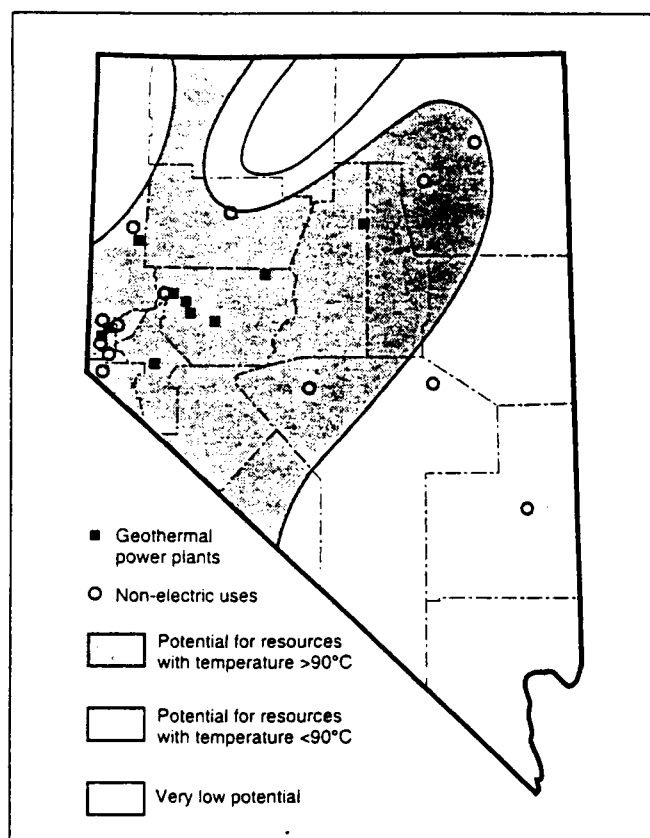 Geothermal
power plants
Non-electric uses
Potential for resources
with temperature >90°C
Potential for resources
with temperature <90°C
Very low potential